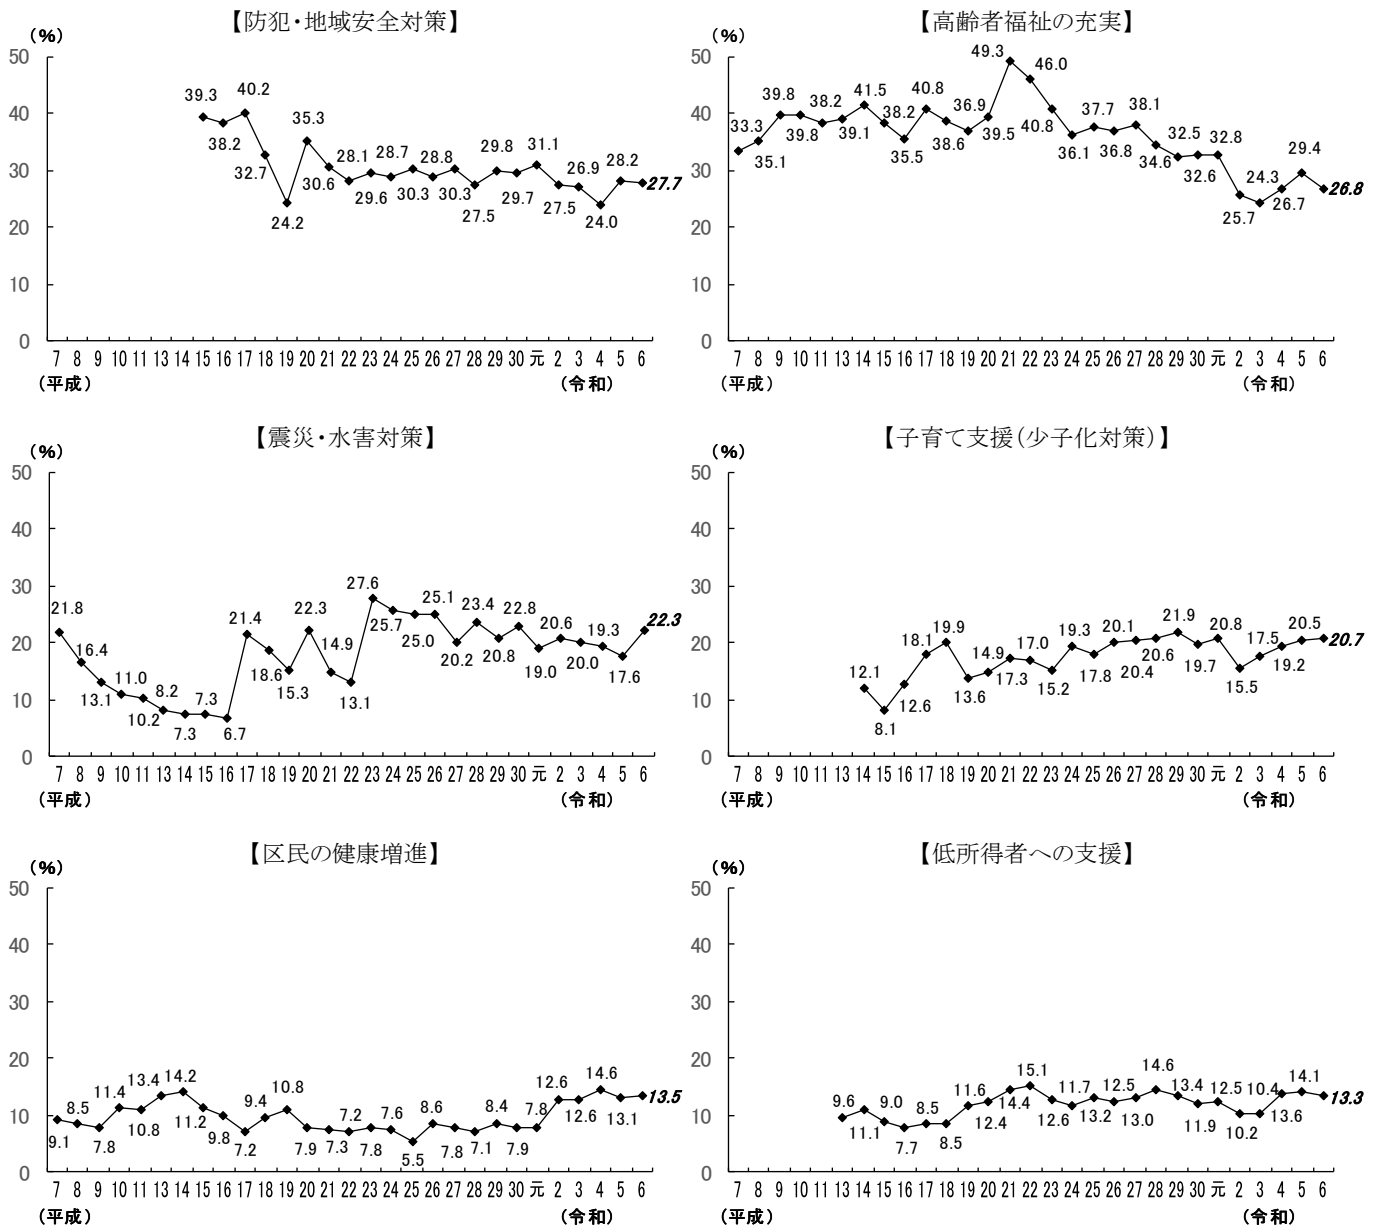 【防犯・地域安全対策】
(%)
50
40
30
20
10
0
39.3 38.2 40.2 32.7 24.2 35.3 30.6 28.1 29.6 28.7 30.3 28.8 30.3 27.5 29.8 29.7 31.1 27.5 26.9 24.0 28.2 27.7
7 8 9 10 11 13 14 15 16 17 18 19 20 21 22 23 24 25 26 27 28 29 30 元 2 3 4 5 6
(平成) (令和)
【高齢者福祉の充実】
(%)
50
40
30
20
10
0
33.3 35.1 39.8 39.8 38.2 39.1 41.5 38.2 35.5 40.8 38.6 36.9 39.5 49.3 46.0 40.8 36.1 37.7 36.8 38.1 34.6 32.5 32.6 32.8 25.7 24.3 26.7 29.4 26.8
7 8 9 10 11 13 14 15 16 17 18 19 20 21 22 23 24 25 26 27 28 29 30 元 2 3 4 5 6
(平成) (令和)
【震災・水害対策】
(%)
50
40
30
20
10
0
21.8 16.4 13.1 11.0 10.2 8.2 7.3 7.3 6.7 21.4 18.6 15.3 22.3 14.9 13.1 27.6 25.7 25.0 25.1 20.2 23.4 20.8 22.8 19.0 20.6 20.0 19.3 17.6 22.3
7 8 9 10 11 13 14 15 16 17 18 19 20 21 22 23 24 25 26 27 28 29 30 元 2 3 4 5 6
(平成) (令和)
【子育て支援(少子化対策)】
(%)
50
40
30
20
10
0
12.1 8.1 12.6 18.1 19.9 13.6 14.9 17.3 17.0 15.2 19.3 17.8 20.1 20.4 20.6 21.9 19.7 20.8 15.5 17.5 19.2 20.5 20.7
7 8 9 10 11 13 14 15 16 17 18 19 20 21 22 23 24 25 26 27 28 29 30 元 2 3 4 5 6
(平成) (令和)
【区民の健康増進】
(%)
50
40
30
20
10
0
9.1 8.5 7.8 11.4 10.8 13.4 14.2 11.2 9.8 7.2 9.4 10.8 7.9 7.3 7.2 7.8 7.6 5.5 8.6 7.8 7.1 8.4 7.9 7.8 12.6 12.6 14.6 13.1 13.5
7 8 9 10 11 13 14 15 16 17 18 19 20 21 22 23 24 25 26 27 28 29 30 元 2 3 4 5 6
(平成) (令和)
【低所得者への支援】
(%)
50
40
30
20
10
0
9.6 11.1 9.0 7.7 8.5 8.5 11.6 12.4 14.4 15.1 12.6 11.7 13.2 12.5 13.0 14.6 13.4 11.9 12.5 10.2 10.4 13.6 14.1 13.3
7 8 9 10 11 13 14 15 16 17 18 19 20 21 22 23 24 25 26 27 28 29 30 元 2 3 4 5 6
(平成) (令和)